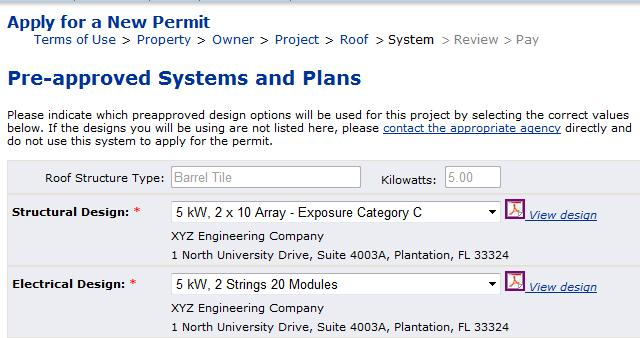 Apply for a New Permit
Terms of Use > Property > Owner > Project > Roof > System > Review > Pay
Pre-approved Systems and Plans
Please indicate which preapproved design options will be used for this project by selecting the correct values
below. If the designs you will be using are not listed here, please contact the appropriate agency directly and
do not use this system to apply for the permit.
Roof Structure Type: Barrel Tile Kilowatts: 5.00
Structural Design: * 5 kW, 2 x 10 Array - Exposure Category C View design
XYZ Engineering Company
1 North University Drive, Suite 4003A, Plantation, FL 33324
Electrical Design: * 5 kW, 2 Strings 20 Modules View design
XYZ Engineering Company
1 North University Drive, Suite 4003A, Plantation, FL 33324